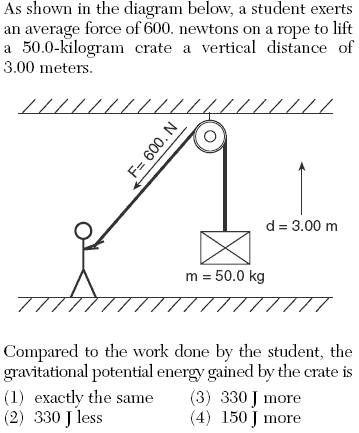 As shown in the diagram below, a student exerts
an average force of 600. newtons on a rope to lift
a 50.0-kilogram crate a vertical distance of
3.00 meters.
F= 600. N
d = 3.00 m
m = 50.0 kg
Compared to the work done by the student, the
gravitational potential energy gained by the crate is
(1) exactly the same (3) 330 J more
(2) 330 J less (4) 150 J more